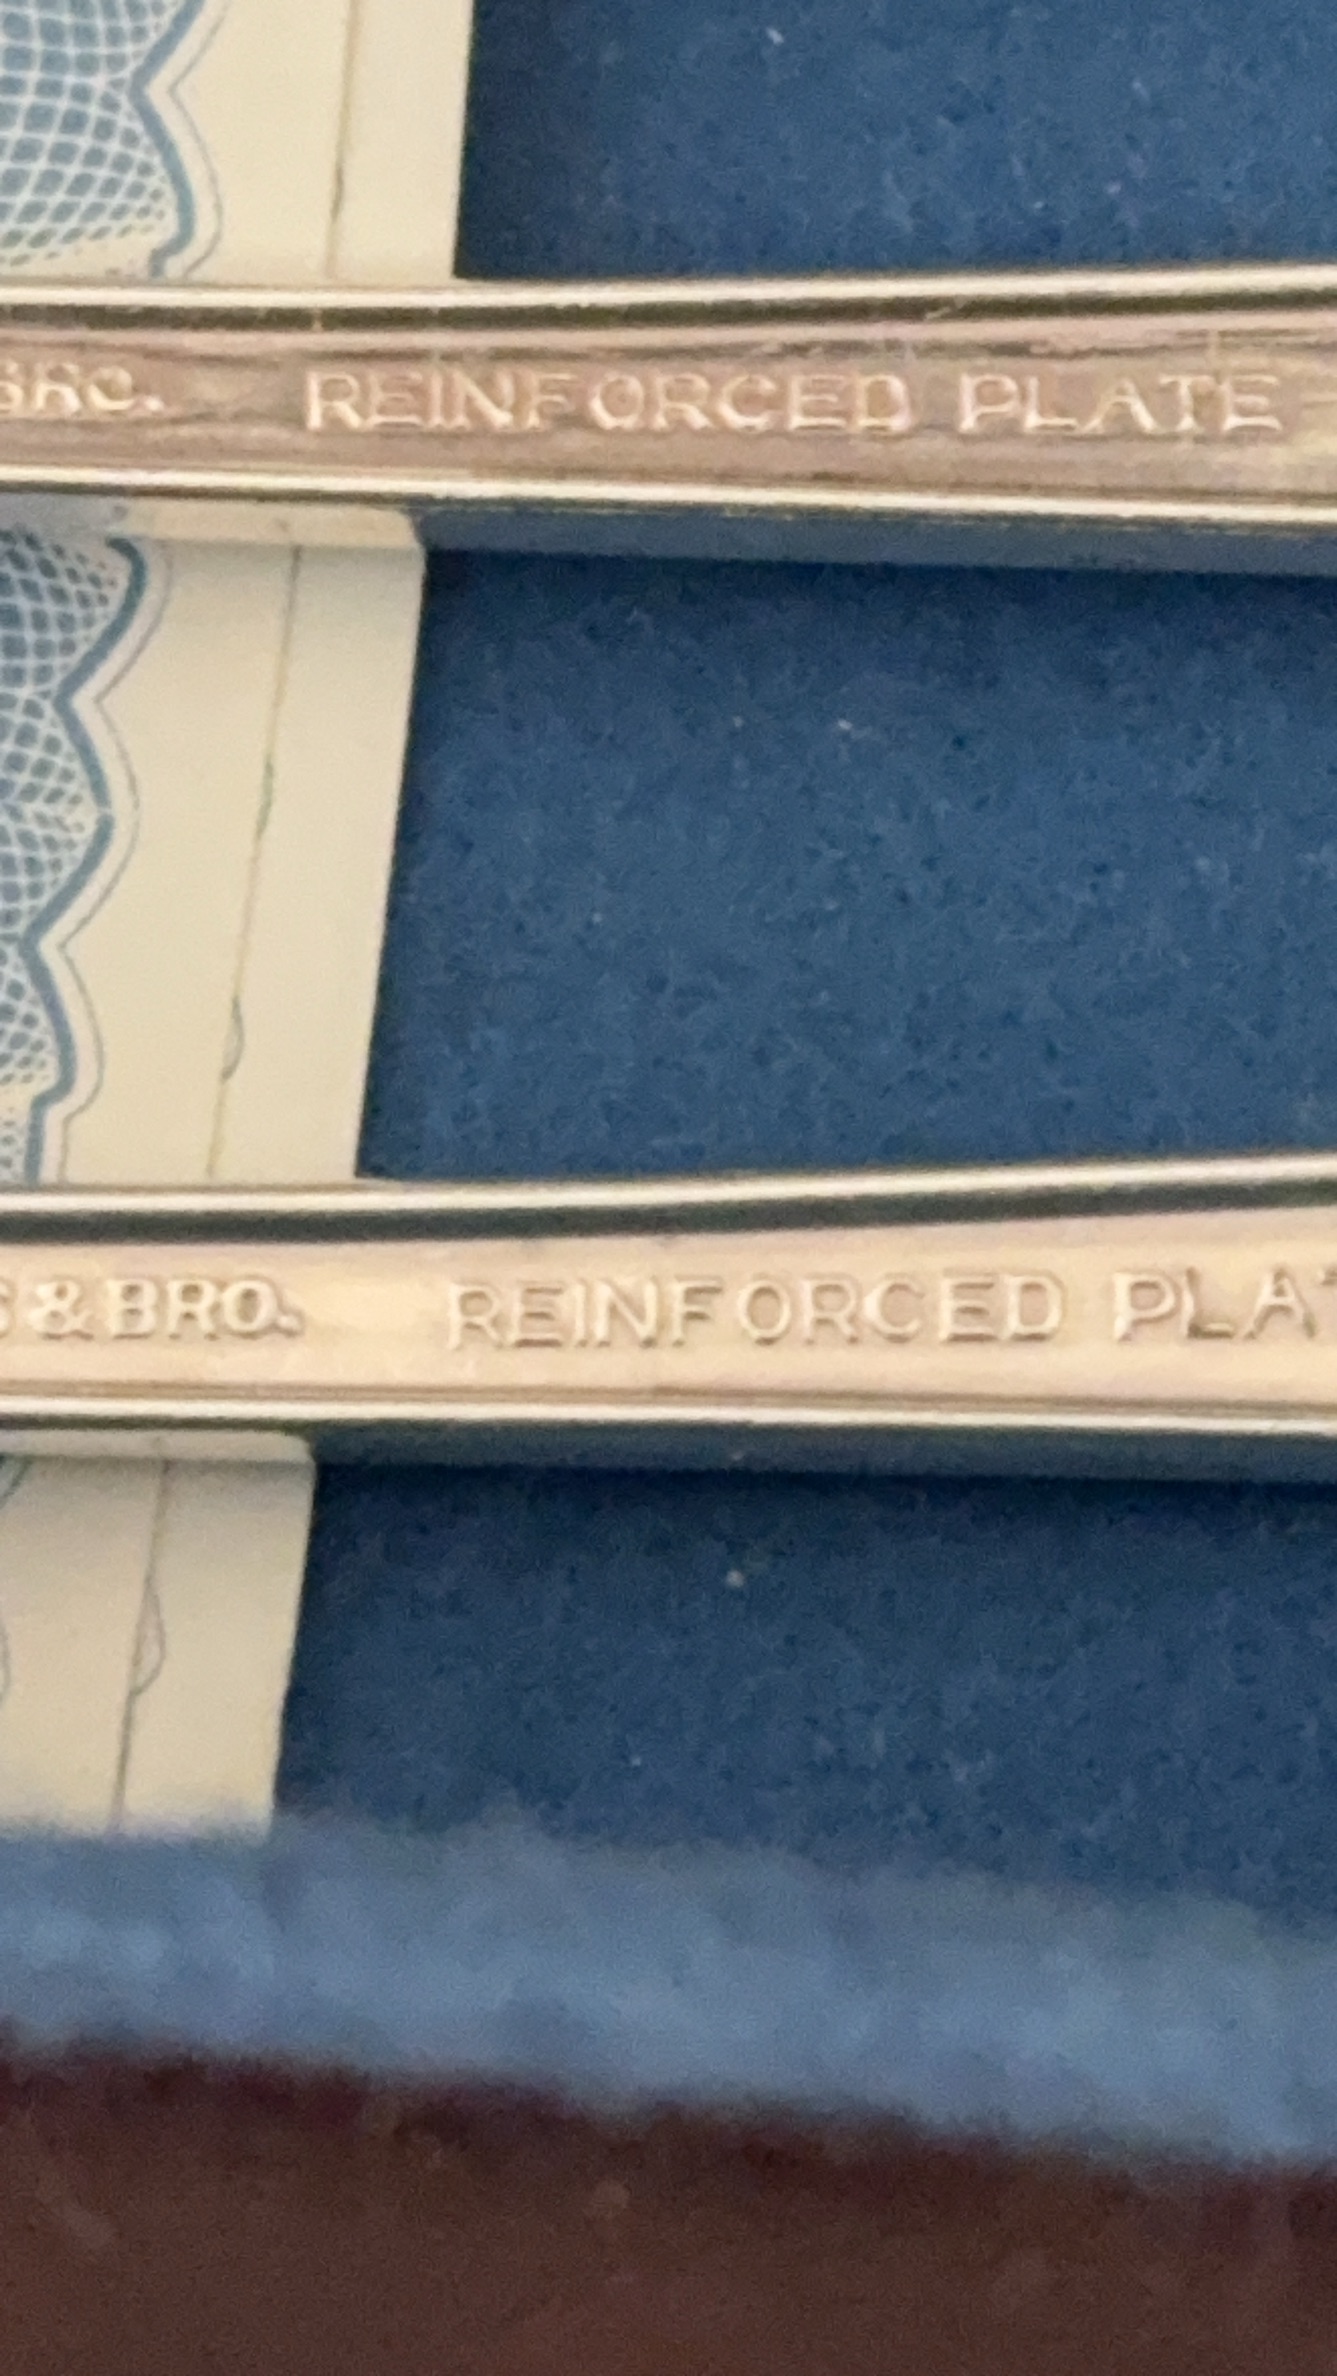 BRO. REINFORCED PLATE
S & BRO. REINFORCED PLAT